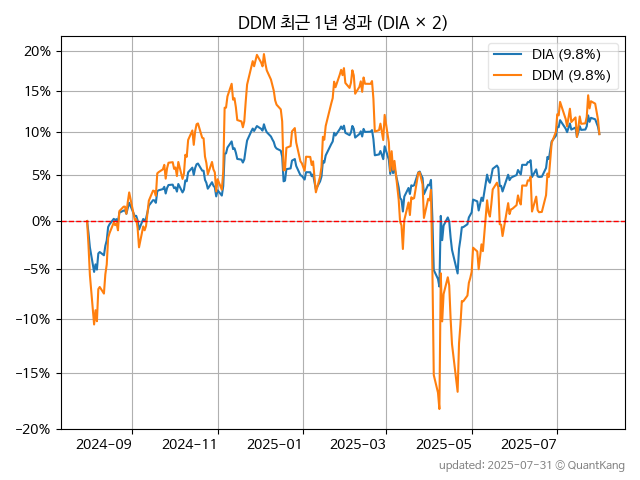 DDM 최근 1년 성과 (DIA × 2)
DIA (9.8%)
DDM (9.8%)
20%
15%
10%
5%
0%
−5%
−10%
−15%
−20%
2024-09 2024-11 2025-01 2025-03 2025-05 2025-07
updated: 2025-07-31 © QuantKang